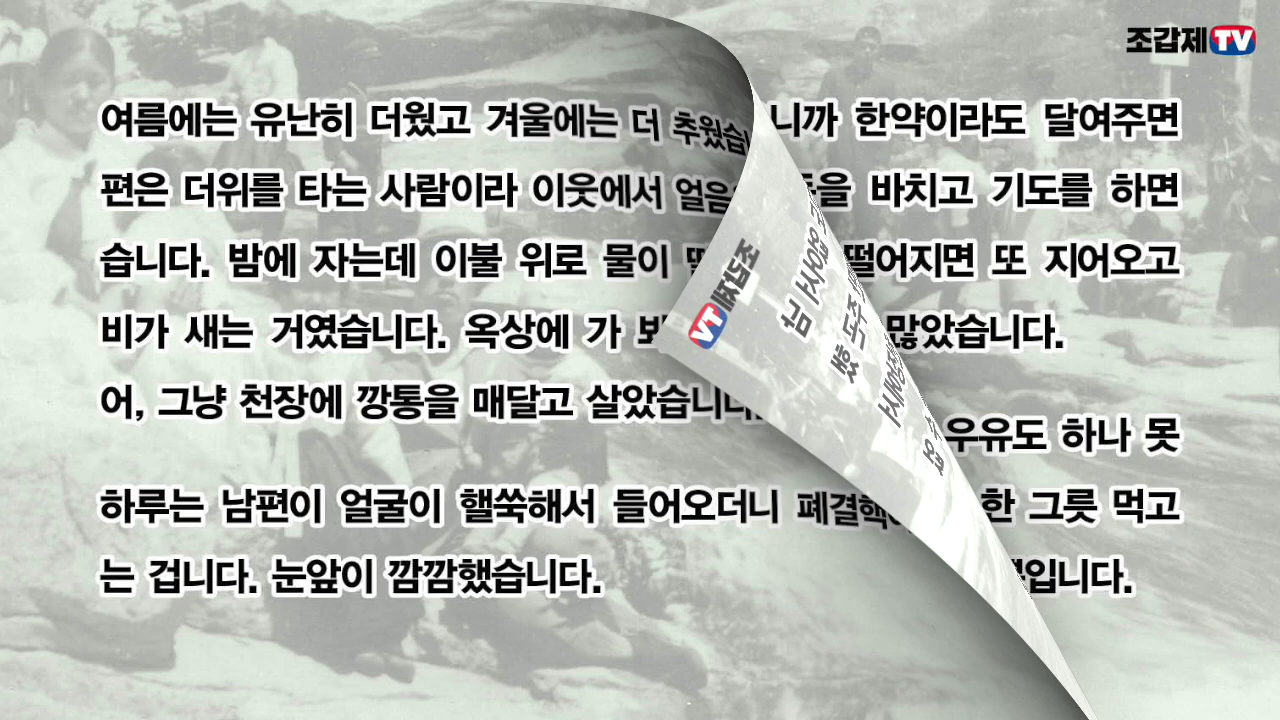 조갑제TV
여름에는 유난히 더웠고 겨울에는 더 추웠습 니까 한약이라도 달여주면
편은 더위를 타는 사람이라 이웃에서 얼음 을 바치고 기도를 하면
습니다. 밤에 자는데 이불 위로 물이 떨어지면 또 지어오고
비가 새는 거였습니다. 옥상에 가 보 많았습니다.
어, 그냥 천장에 깡통을 매달고 살았습니다.
우유도 하나 못
하루는 남편이 얼굴이 핼쑥해서 들어오더니 폐결핵 한 그릇 먹고
는 겁니다. 눈앞이 깜깜했습니다. 입니다.
조갑제TV